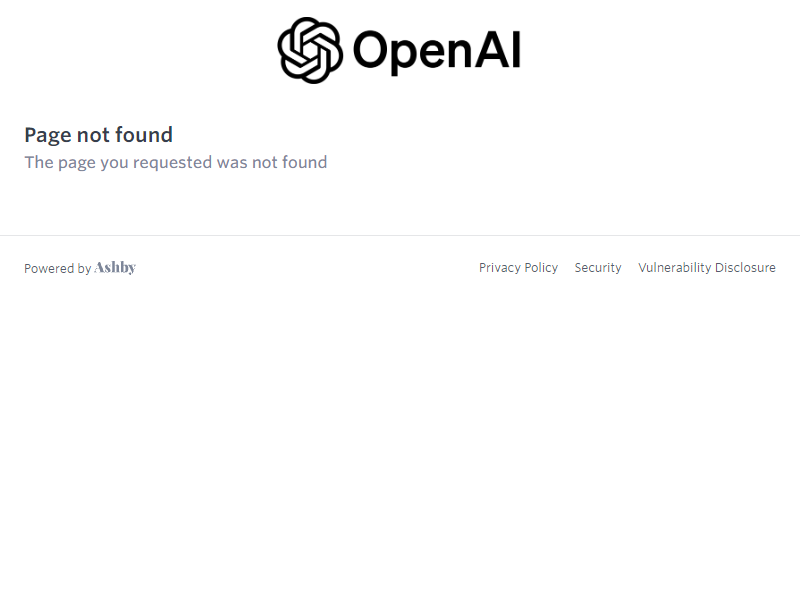 OpenAI
Page not found
The page you requested was not found
Powered by Ashby
Privacy Policy Security Vulnerability Disclosure